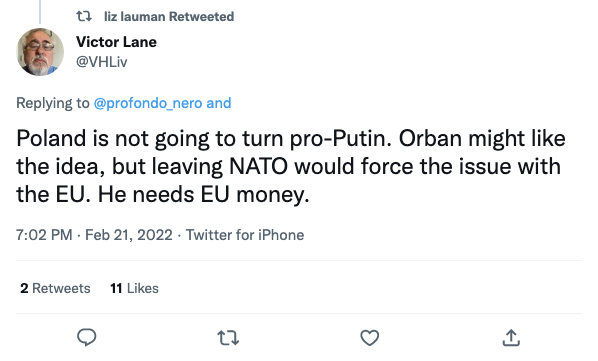 liz lauman Retweeted
Victor Lane
@VHLiv
Replying to @profondo_nero and
Poland is not going to turn pro-Putin. Orban might like
the idea, but leaving NATO would force the issue with
the EU. He needs EU money.
7:02 PM · Feb 21, 2022 · Twitter for iPhone
2 Retweets 11 Likes